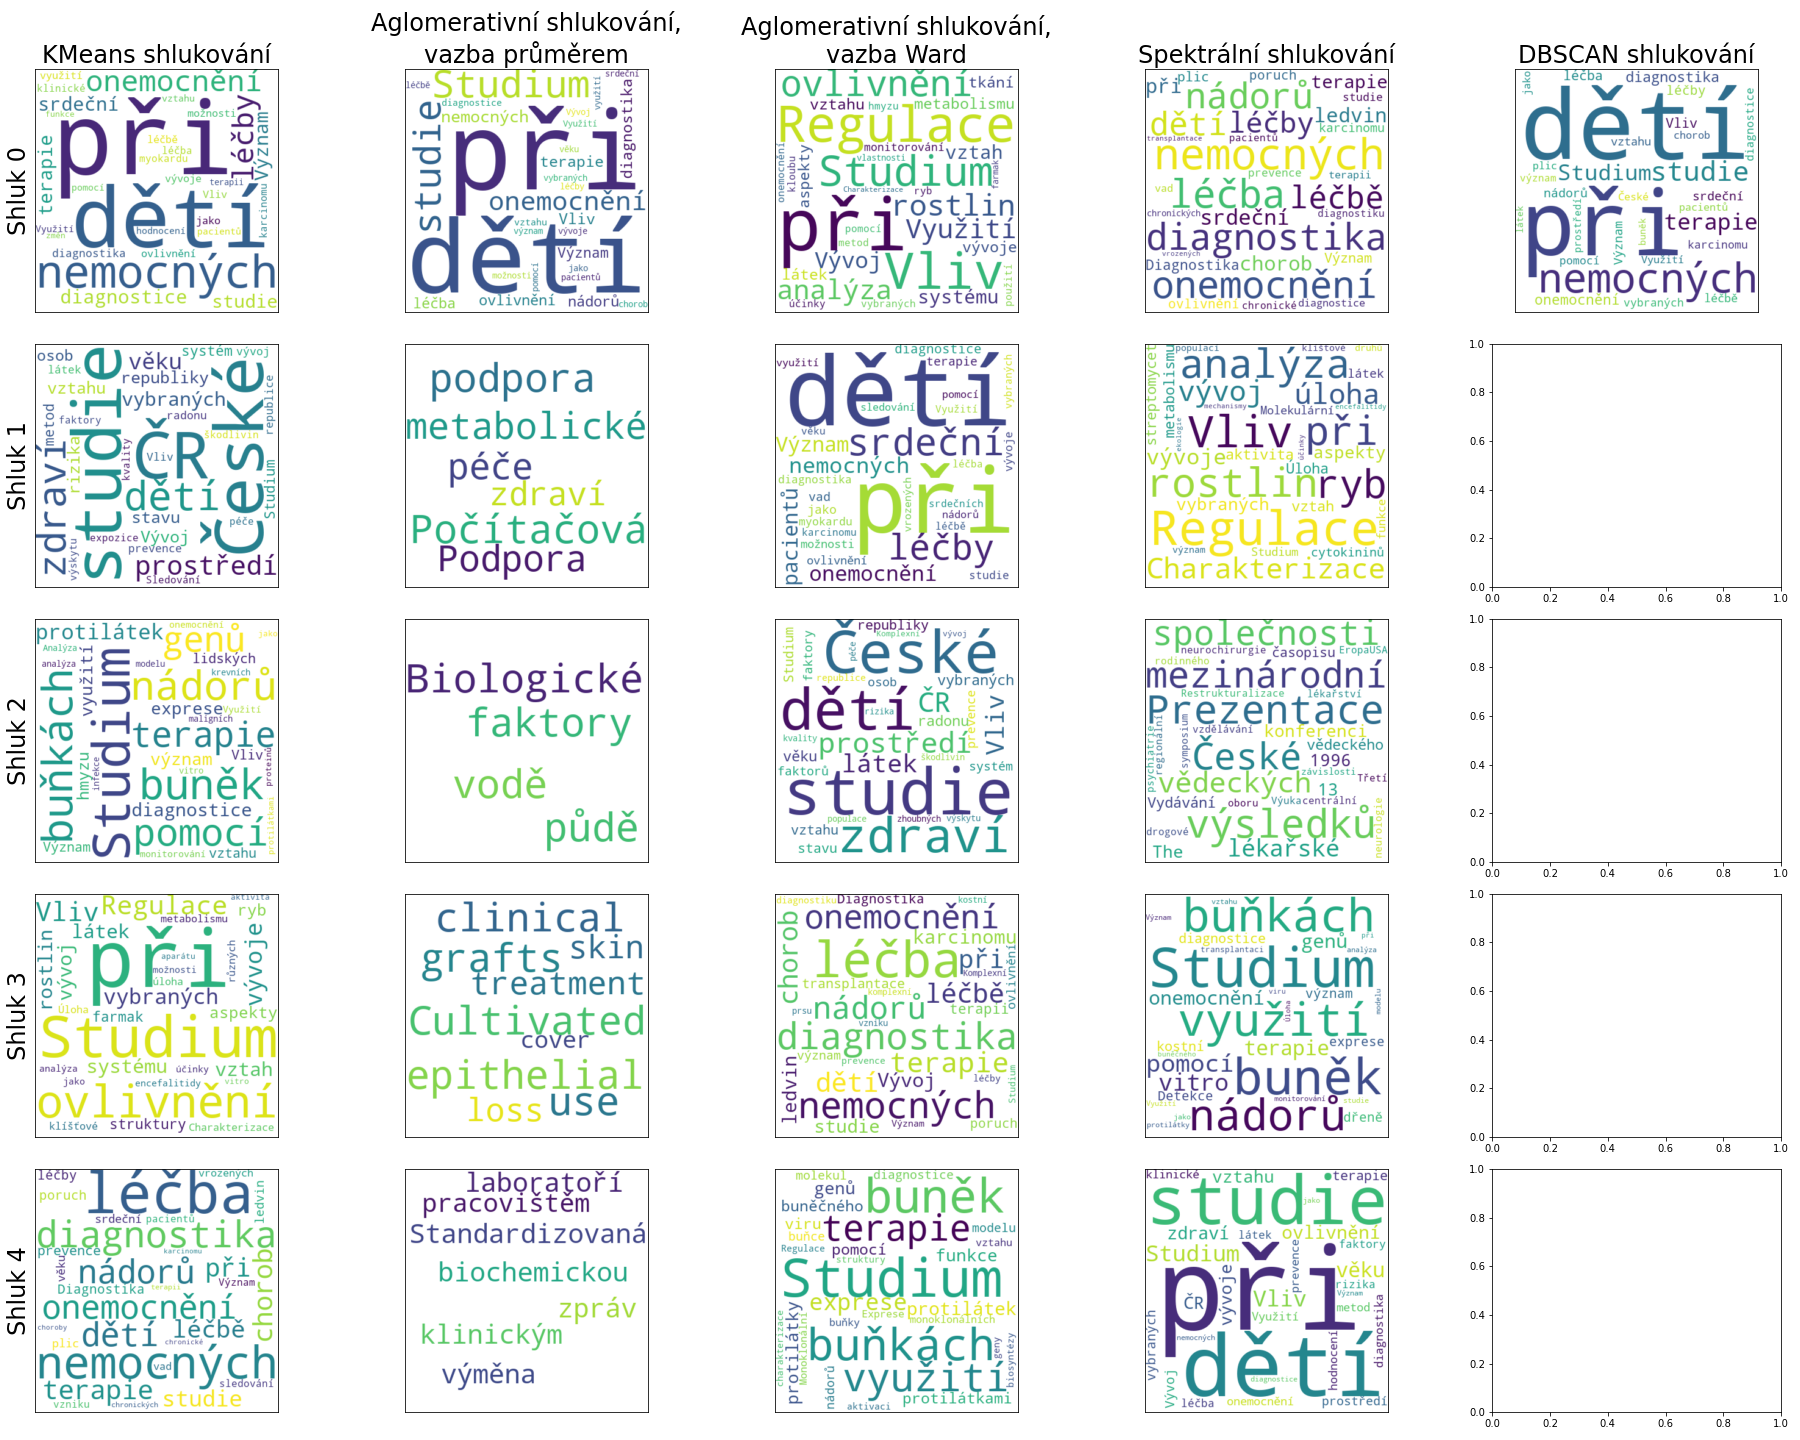 KMeans shlukování
Aglomerativní shlukování,
vazba průměrem
Aglomerativní shlukování,
vazba Ward
Spektrální shlukování
DBSCAN shlukování
Shluk 0
využití
onemocnění
klinické
vztahu
srdeční
možnosti
funkce
při
léčby
Význam
léčbě
léčba
myokardu
terapie
pomocí
vývoje
terapii
Vliv
dětí
jako
Využití
změn
hodnocení
pacientů
karcinomu
diagnostika
ovlivnění
nemocných
diagnostice
studie
léčbě
Studium
srdeční
diagnostice
nemocných
Vývoj
využití
diagnostika
studie
při
věku
Využití
terapie
vybraných
léčby
onemocnění
vztahu
význam
Vliv
vývoje
dětí
Význam
možnosti
pomocí
jako
pacientů
léčba
ovlivnění
nádorů
chorob
ovlivnění
tkání
vztahu
hmyzu
metabolismu
Regulace
monitorování
vztah
onemocnění
kloubu
aspekty
vlastnosti
Studium
farmak
Charakterizace
ryb
při
rostlin
pomocí
metod
Využití
vývoje
Vývoj
Vliv
látek
analýza
systému
použití
účinky
vybraných
při
plic
poruch
terapie
nádorů
studie
dětí
léčby
ledvin
karcinomu
transplantace
pacientů
nemocných
vad
prevence
terapii
léčba
léčbě
chronických
srdeční
diagnostiku
diagnostika
vrozených
Diagnostika
chorob
Význam
onemocnění
ovlivnění
chronické
diagnostice
jako
léčba
diagnostika
léčby
dětí
Vliv
chorob
vztahu
diagnostice
plic
Studium
studie
význam
nádorů
České
srdeční
pacientů
látek
při
prostředí
Význam
buněk
terapie
karcinomu
pomocí
Využití
nemocných
onemocnění
vybraných
léčbě
Shluk 1
osob
systém
vývoj
látek
věku
vztahu
republiky
studie
České
republice
vybraných
metod
radonu
faktory
ČR
škodlivin
zdraví
rizika
kvality
Vliv
Studium
dětí
stavu
péče
výskytu
expozice
Vývoj
prevence
prostředí
Sledování
podpora
metabolické
péče
zdraví
Počítačová
Podpora
využití
diagnostice
terapie
dětí
vybraných
pomocí
sledování
Využití
věku
Význam
srdeční
vývoje
nemocných
léčba
diagnostika
při
vad
vrozených
srdečních
jako
nádorů
myokardu
karcinomu
léčbě
pacientů
možnosti
léčby
ovlivnění
onemocnění
studie
populací
klíšťové
druhů
streptomycet
metabolismu
analýza
látek
vývoj
úloha
mechanismy
Molekulární
encefalitidy
ekologie
Vliv
účinky
při
vývoje
aktivita
aspekty
Úloha
rostlin
ryb
vybraných
vztah
funkce
Regulace
význam
Studium
cytokininů
Charakterizace
1.0
0.8
0.6
0.4
0.2
0.0
0.0 0.2 0.4 0.6 0.8 1.0
Shluk 2
protilátek
onemocnění
genů
jako
Analýza
analýza
využití
modelu
lidských
krevních
buňkách
Studium
nádorů
exprese
Využití
maligních
terapie
hmyzu
infekce
význam
Vliv
proteinů
vitro
buněk
diagnostice
pomocí
Význam
monitorování
vztahu
protilátkami
Biologické
faktory
vodě
půdě
republiky
Studium
faktory
Komplexní
vývoj
péče
České
republice
osob
vybraných
dětí
rizika
ČR
radonu
prevence
Vliv
kvality
prostředí
věku
škodlivin
faktorů
látek
systém
studie
populace
zhoubných
výskytu
vztahu
stavu
zdraví
společnosti
neurochirurgie
časopisu
EvropaUSA
rodinného
mezinárodní
Restrukturalizace
lékařství
Prezentace
psychiatrie
regionální
symposium
vzdělávání
konferenci
České
vědeckého
1996
vědeckých
závislosti
Třetí
13
Vydávání
oboru
Výuka
centrální
drogové
výsledků
neurologie
The
lékařské
1.0
0.8
0.6
0.4
0.2
0.0
0.0 0.2 0.4 0.6 0.8 1.0
Shluk 3
Vliv
Regulace
aktivita
metabolismu
ryb
látek
rostlin
vývoj
při
aparátu
možnosti
úloha
různých
vývoje
vybraných
Úloha
farmak
aspekty
Studium
analýza
systému
účinky
vztah
jako
encefalitidy
vitro
ovlivnění
klíšťové
struktury
Charakterizace
clinical
grafts
skin
treatment
Cultivated
cover
epithelial
loss
use
diagnostiku
Diagnostika
kostní
onemocnění
chorob
karcinomu
léčba
při
Komplexní
ovlivnění
transplantace
komplexní
léčbě
nádorů
terapii
prsu
vzniku
diagnostika
význam
prevence
terapie
ledvin
dětí
Vývoj
léčby
Studium
nemocných
studie
Význam
poruch
vztahu
Význam
buňkách
při
diagnostice
transplantaci
genů
analýza
Studium
onemocnění
viru
význam
modelu
využití
Úloha
kostní
buněčného
terapie
exprese
pomocí
vitro
buněk
Detekce
monitorování
Využití
studie
jako
protilátky
nádorů
dřeně
1.0
0.8
0.6
0.4
0.2
0.0
0.0 0.2 0.4 0.6 0.8 1.0
Shluk 4
léčby
vrozených
léčba
poruch
ledvin
srdeční
pacientů
diagnostika
prevence
karcinomu
věku
nádorů
při
chorob
Diagnostika
terapii
Význam
onemocnění
choroby
dětí
léčbě
plic
chronické
nemocných
vad
sledování
terapie
vzniku
chronických
studie
laboratoří
pracovištěm
Standardizovaná
biochemickou
zpráv
klinickým
výměna
molekul
diagnostice
genů
buněčného
buněk
viru
buňce
terapie
modelu
vztahu
Regulace
pomocí
struktury
funkce
Studium
exprese
Exprese
protilátek
monoklonálních
charakterizace
Monoklonální
protilátky
buňky
buňkách
geny
biosyntézy
nádorů
využití
protilátkami
aktivaci
klinické
vztahu
terapie
studie
jako
zdraví
látek
ovlivnění
Studium
faktory
při
vývoje
prevence
věku
rizika
Význam
ČR
Vliv
metod
Využití
diagnostika
vybraných
nemocných
dětí
hodnocení
diagnostice
Vývoj
léčba
onemocnění
prostředí
1.0
0.8
0.6
0.4
0.2
0.0
0.0 0.2 0.4 0.6 0.8 1.0